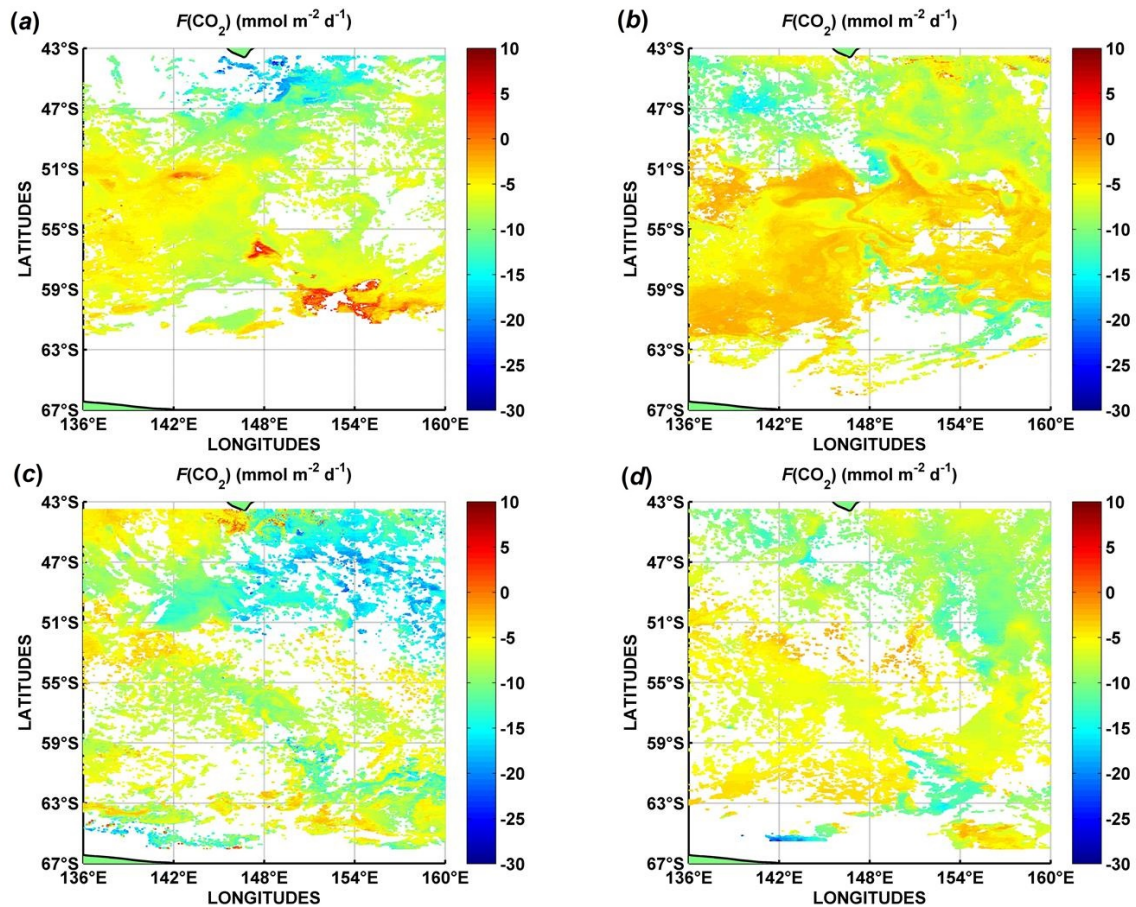 (a) F(CO2) (mmol m-2 d-1)
43°S
47°S
51°S
55°S
59°S
63°S
67°S
LATITUDES
136°E 142°E 148°E 154°E 160°E
LONGITUDES
10
5
0
-5
-10
-15
-20
-25
-30
(b) F(CO2) (mmol m-2 d-1)
43°S
47°S
51°S
55°S
59°S
63°S
67°S
LATITUDES
136°E 142°E 148°E 154°E 160°E
LONGITUDES
10
5
0
-5
-10
-15
-20
-25
-30
(c) F(CO2) (mmol m-2 d-1)
43°S
47°S
51°S
55°S
59°S
63°S
67°S
LATITUDES
136°E 142°E 148°E 154°E 160°E
LONGITUDES
10
5
0
-5
-10
-15
-20
-25
-30
(d) F(CO2) (mmol m-2 d-1)
43°S
47°S
51°S
55°S
59°S
63°S
67°S
LATITUDES
136°E 142°E 148°E 154°E 160°E
LONGITUDES
10
5
0
-5
-10
-15
-20
-25
-30